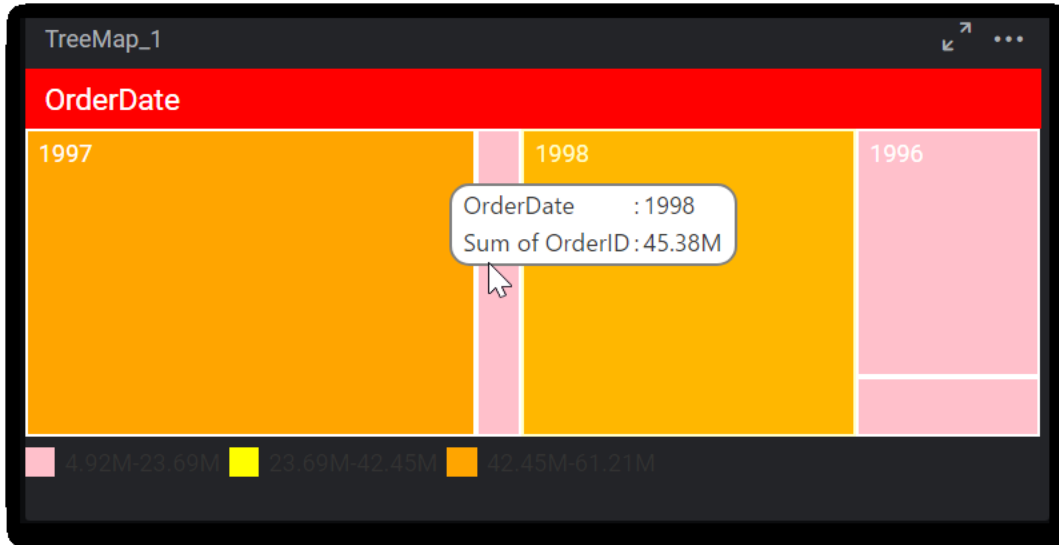 TreeMap_1
OrderDate
1997
1998
1996
OrderDate : 1998
Sum of OrderID : 45.38M
4.92M-23.69M 23.69M-42.45M 42.45M-61.21M